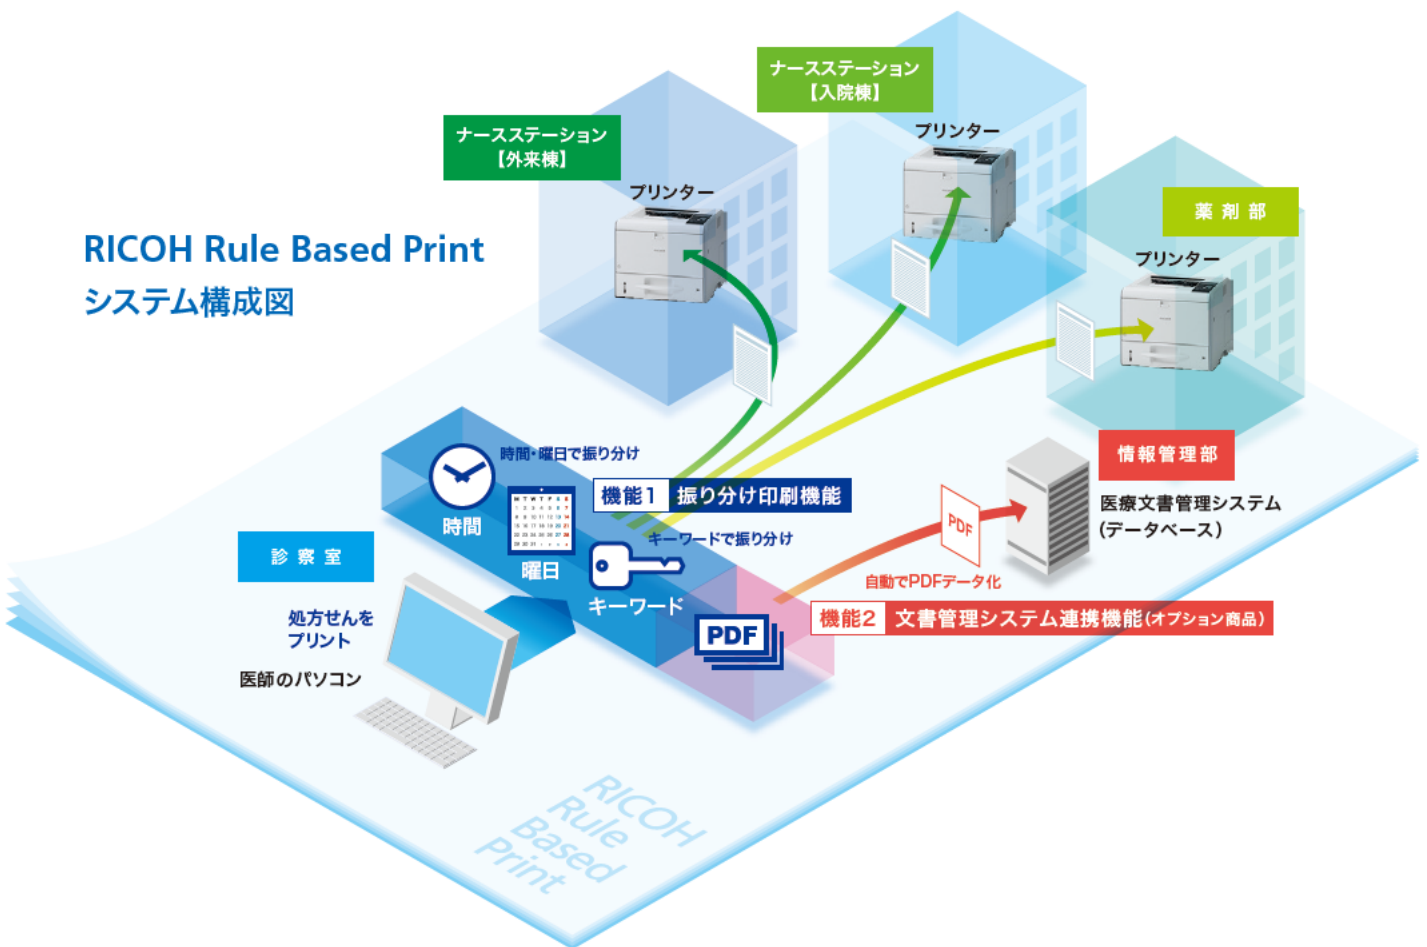 ナースステーション
【入院棟】
プリンター
ナースステーション
【外来棟】
プリンター
薬剤部
プリンター
RICOH Rule Based Print
システム構成図
時間・曜日で振り分け
時間
曜日
機能1 振り分け印刷機能
キーワードで振り分け
キーワード
情報管理部
医療文書管理システム
(データベース)
PDF
自動でPDFデータ化
機能2 文書管理システム連携機能(オプション商品)
PDF
診察室
処方せんを
プリント
医師のパソコン
RICOH
Rule
Based
Print